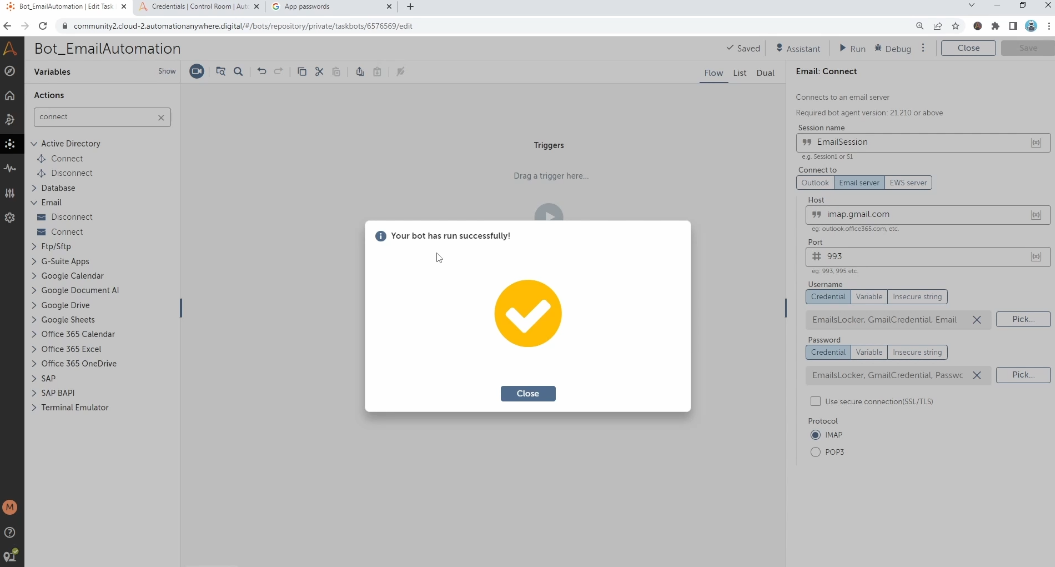 Bot_EmailAutomation | Edit Task
Credentials | Control Room | Aut
App passwords
community2.cloud-2.automationanywhere.digital/#/bots/repository/private/taskbots/6576569/edit
Bot_EmailAutomation
Saved
Assistant
Run
Debug
Close
Save
Variables
Show
Flow
List
Dual
Actions
connect
Active Directory
Connect
Disconnect
Database
Email
Disconnect
Connect
Ftp/Sftp
G-Suite Apps
Google Calendar
Google Document AI
Google Drive
Google Sheets
Office 365 Calendar
Office 365 Excel
Office 365 OneDrive
SAP
SAP BAPI
Terminal Emulator
M
Triggers
Drag a trigger here...
Your bot has run successfully!
Close
Email: Connect
Connects to an email server
Required bot agent version: 21.210 or above
Session name
EmailSession
e.g. Session1 or S1
Connect to
Outlook
Email server
EWS server
Host
imap.gmail.com
eg: outlook.office365.com, etc.
Port
993
eg: 993, 995 etc.
Username
Credential
Variable
Insecure string
EmailsLocker, GmailCredential, Email
Pick...
Password
Credential
Variable
Insecure string
EmailsLocker, GmailCredential, Passwc
Pick...
Use secure connection(SSL/TLS)
Protocol
IMAP
POP3